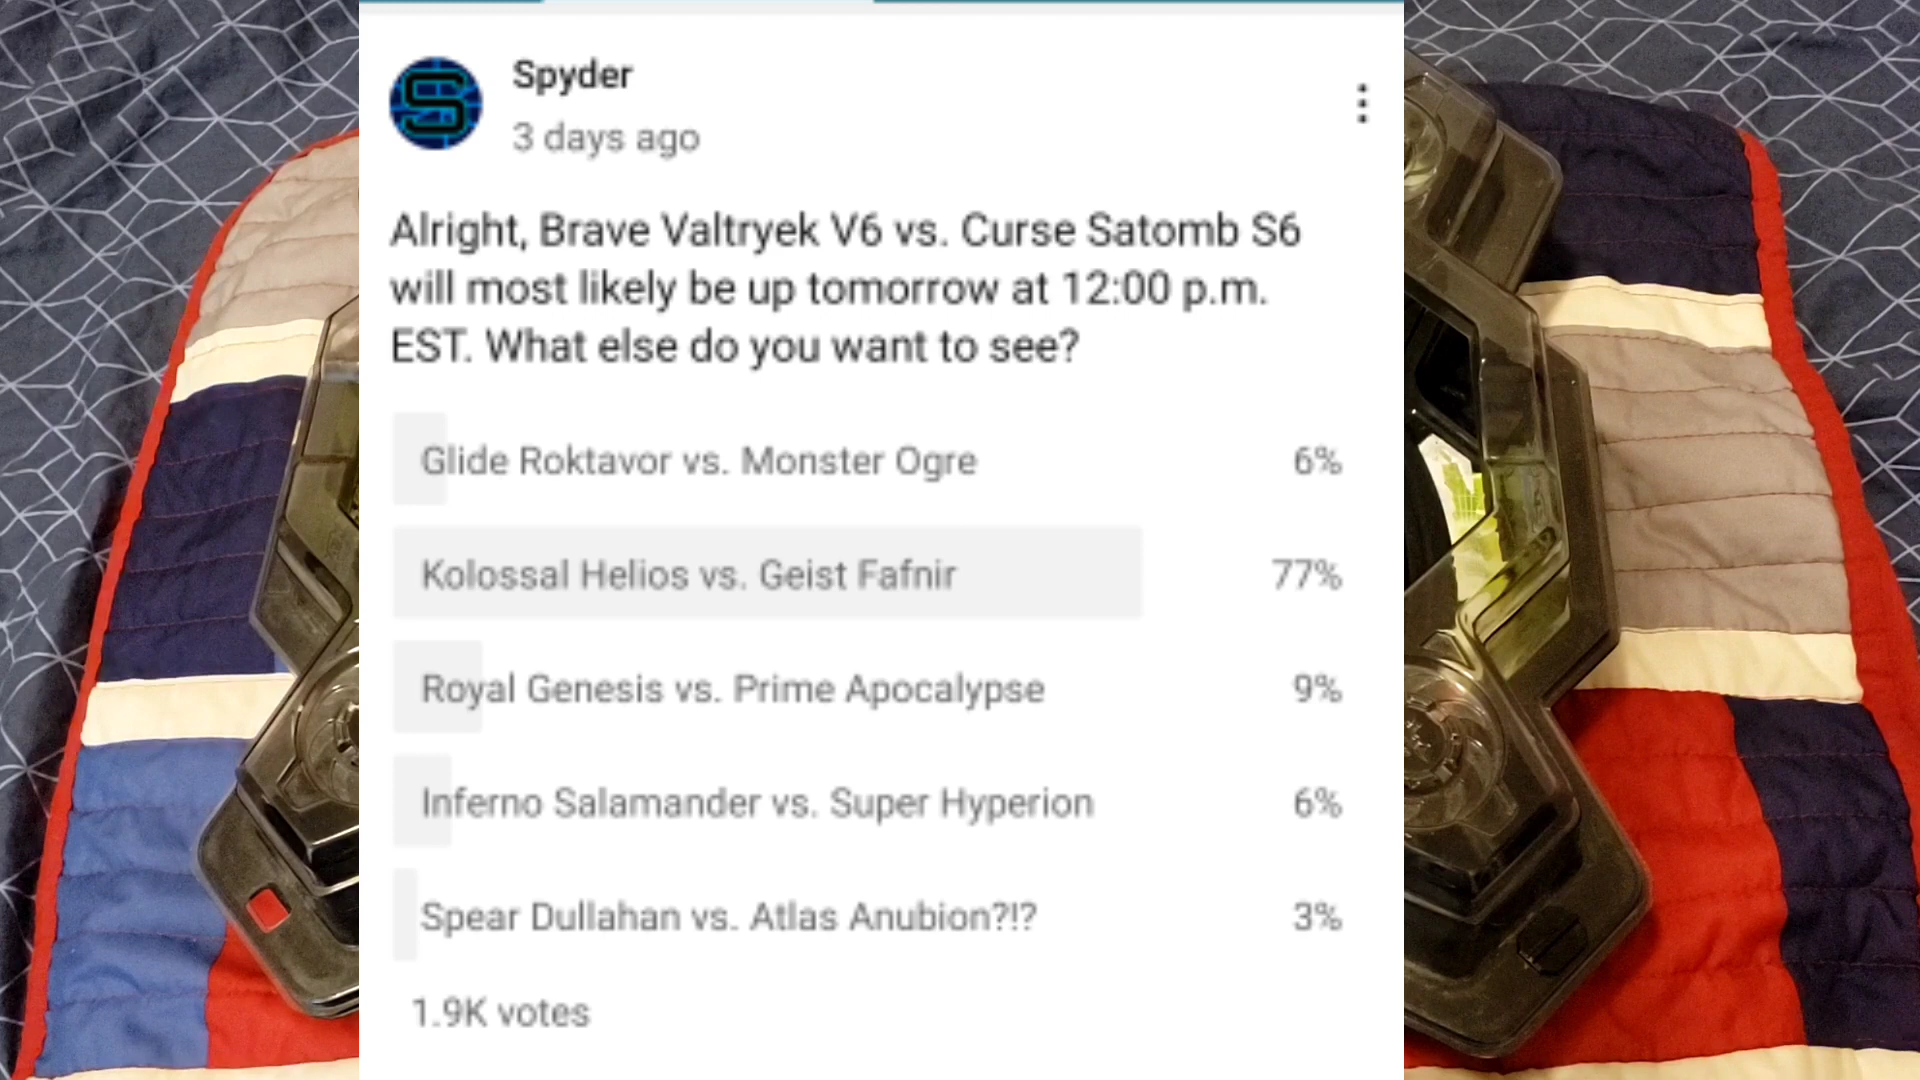 S
Spyder
3 days ago
Alright, Brave Valtryek V6 vs. Curse Satomb S6
will most likely be up tomorrow at 12:00 p.m.
EST. What else do you want to see?
Glide Roktavor vs. Monster Ogre 6%
Kolossal Helios vs. Geist Fafnir 77%
Royal Genesis vs. Prime Apocalypse 9%
Inferno Salamander vs. Super Hyperion 6%
Spear Dullahan vs. Atlas Anubion?!? 3%
1.9K votes